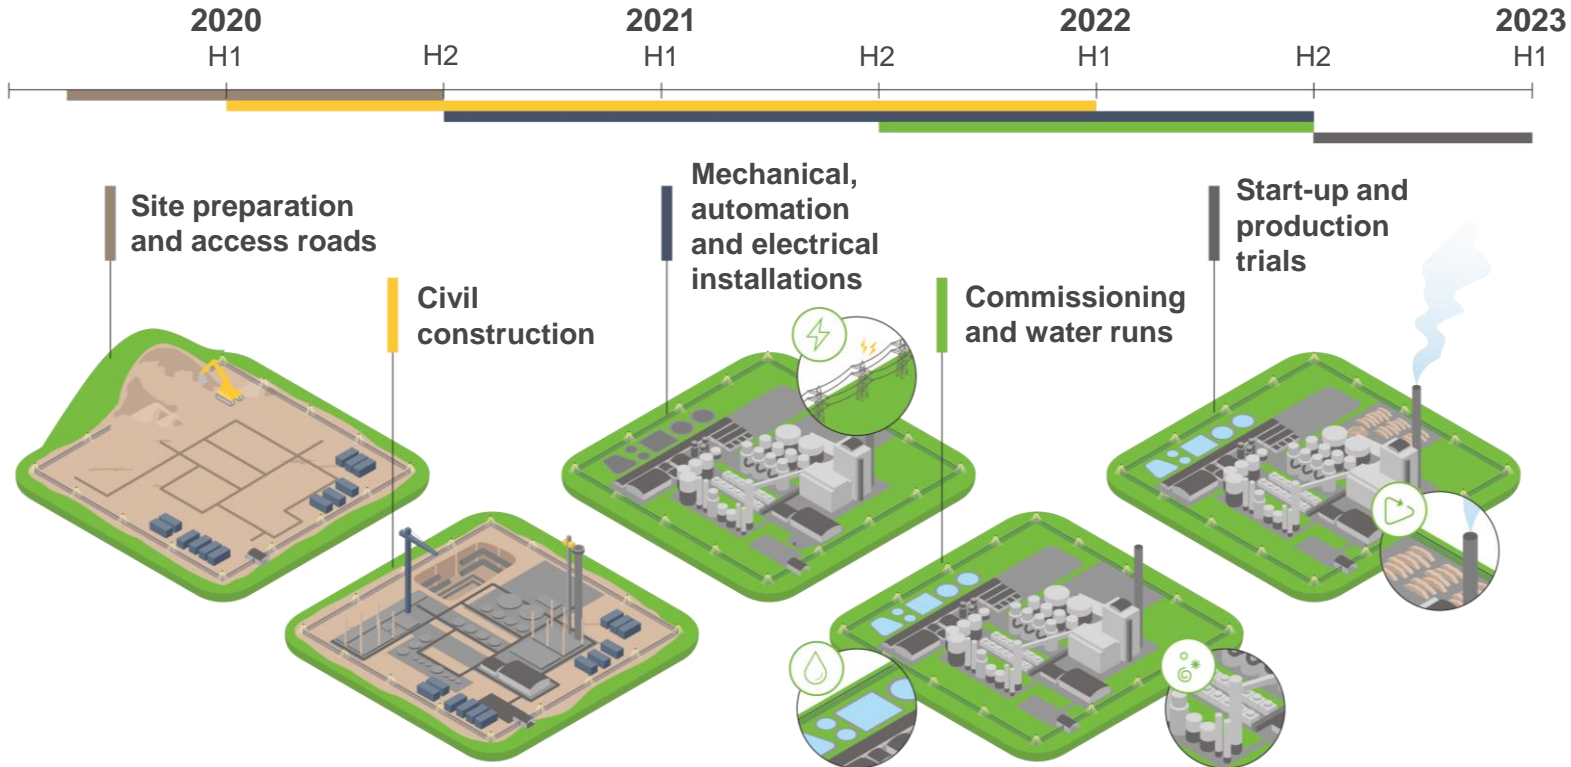 2020
2021
2022
2023
H1
H2
H1
H2
H1
H2
H1
Site preparation
and access roads
Civil
construction
Mechanical,
automation
and electrical
installations
Commissioning
and water runs
Start-up and
production
trials